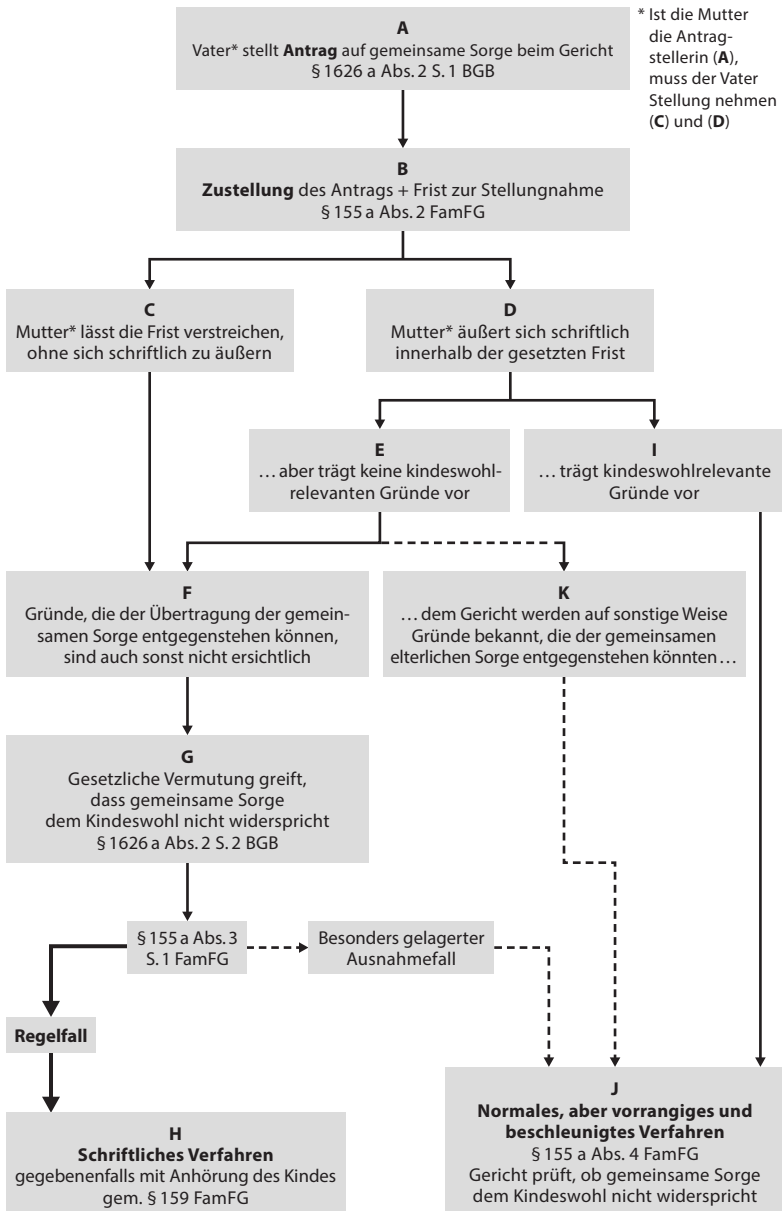 A
Vater* stellt Antrag auf gemeinsame Sorge beim Gericht
§ 1626 a Abs. 2 S. 1 BGB
* Ist die Mutter
die Antrag-
stellerin (A),
muss der Vater
Stellung nehmen
(C) und (D)
B
Zustellung des Antrags + Frist zur Stellungnahme
§ 155 a Abs. 2 FamFG
C
Mutter* lässt die Frist verstreichen,
ohne sich schriftlich zu äußern
D
Mutter* äußert sich schriftlich
innerhalb der gesetzten Frist
E
… aber trägt keine kindeswohl-
relevanten Gründe vor
I
… trägt kindeswohlrelevante
Gründe vor
F
Gründe, die der Übertragung der gemein-
samen Sorge entgegenstehen können,
sind auch sonst nicht ersichtlich
K
… dem Gericht werden auf sonstige Weise
Gründe bekannt, die der gemeinsamen
elterlichen Sorge entgegenstehen könnten …
G
Gesetzliche Vermutung greift,
dass gemeinsame Sorge
dem Kindeswohl nicht widerspricht
§ 1626 a Abs. 2 S. 2 BGB
§ 155 a Abs. 3
S. 1 FamFG
Besonders gelagerter
Ausnahmefall
Regelfall
H
Schriftliches Verfahren
gegebenenfalls mit Anhörung des Kindes
gem. § 159 FamFG
J
Normales, aber vorrangiges und
beschleunigtes Verfahren
§ 155 a Abs. 4 FamFG
Gericht prüft, ob gemeinsame Sorge
dem Kindeswohl nicht widerspricht